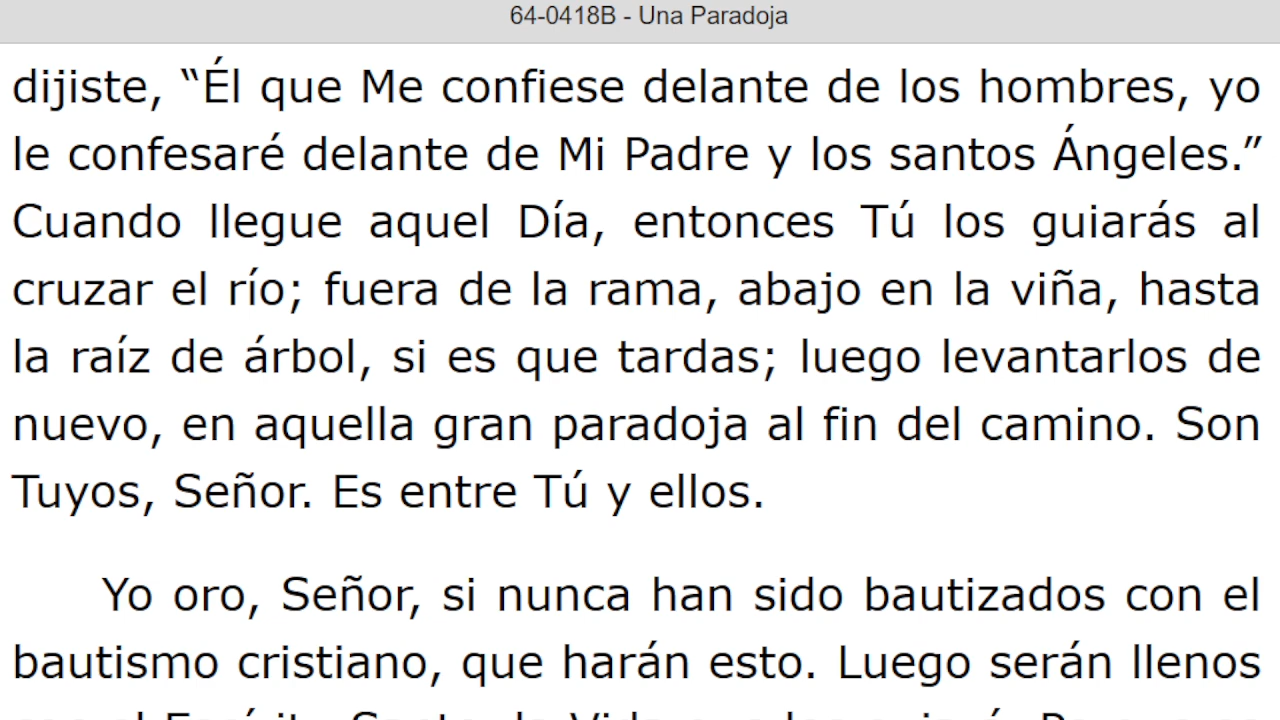 64-0418B - Una Paradoja
dijiste, “Él que Me confiese delante de los hombres, yo
le confesaré delante de Mi Padre y los santos Ángeles.”
Cuando llegue aquel Día, entonces Tú los guiarás al
cruzar el río; fuera de la rama, abajo en la viña, hasta
la raíz de árbol, si es que tardas; luego levantarlos de
nuevo, en aquella gran paradoja al fin del camino. Son
Tuyos, Señor. Es entre Tú y ellos.
Yo oro, Señor, si nunca han sido bautizados con el
bautismo cristiano, que harán esto. Luego serán llenos